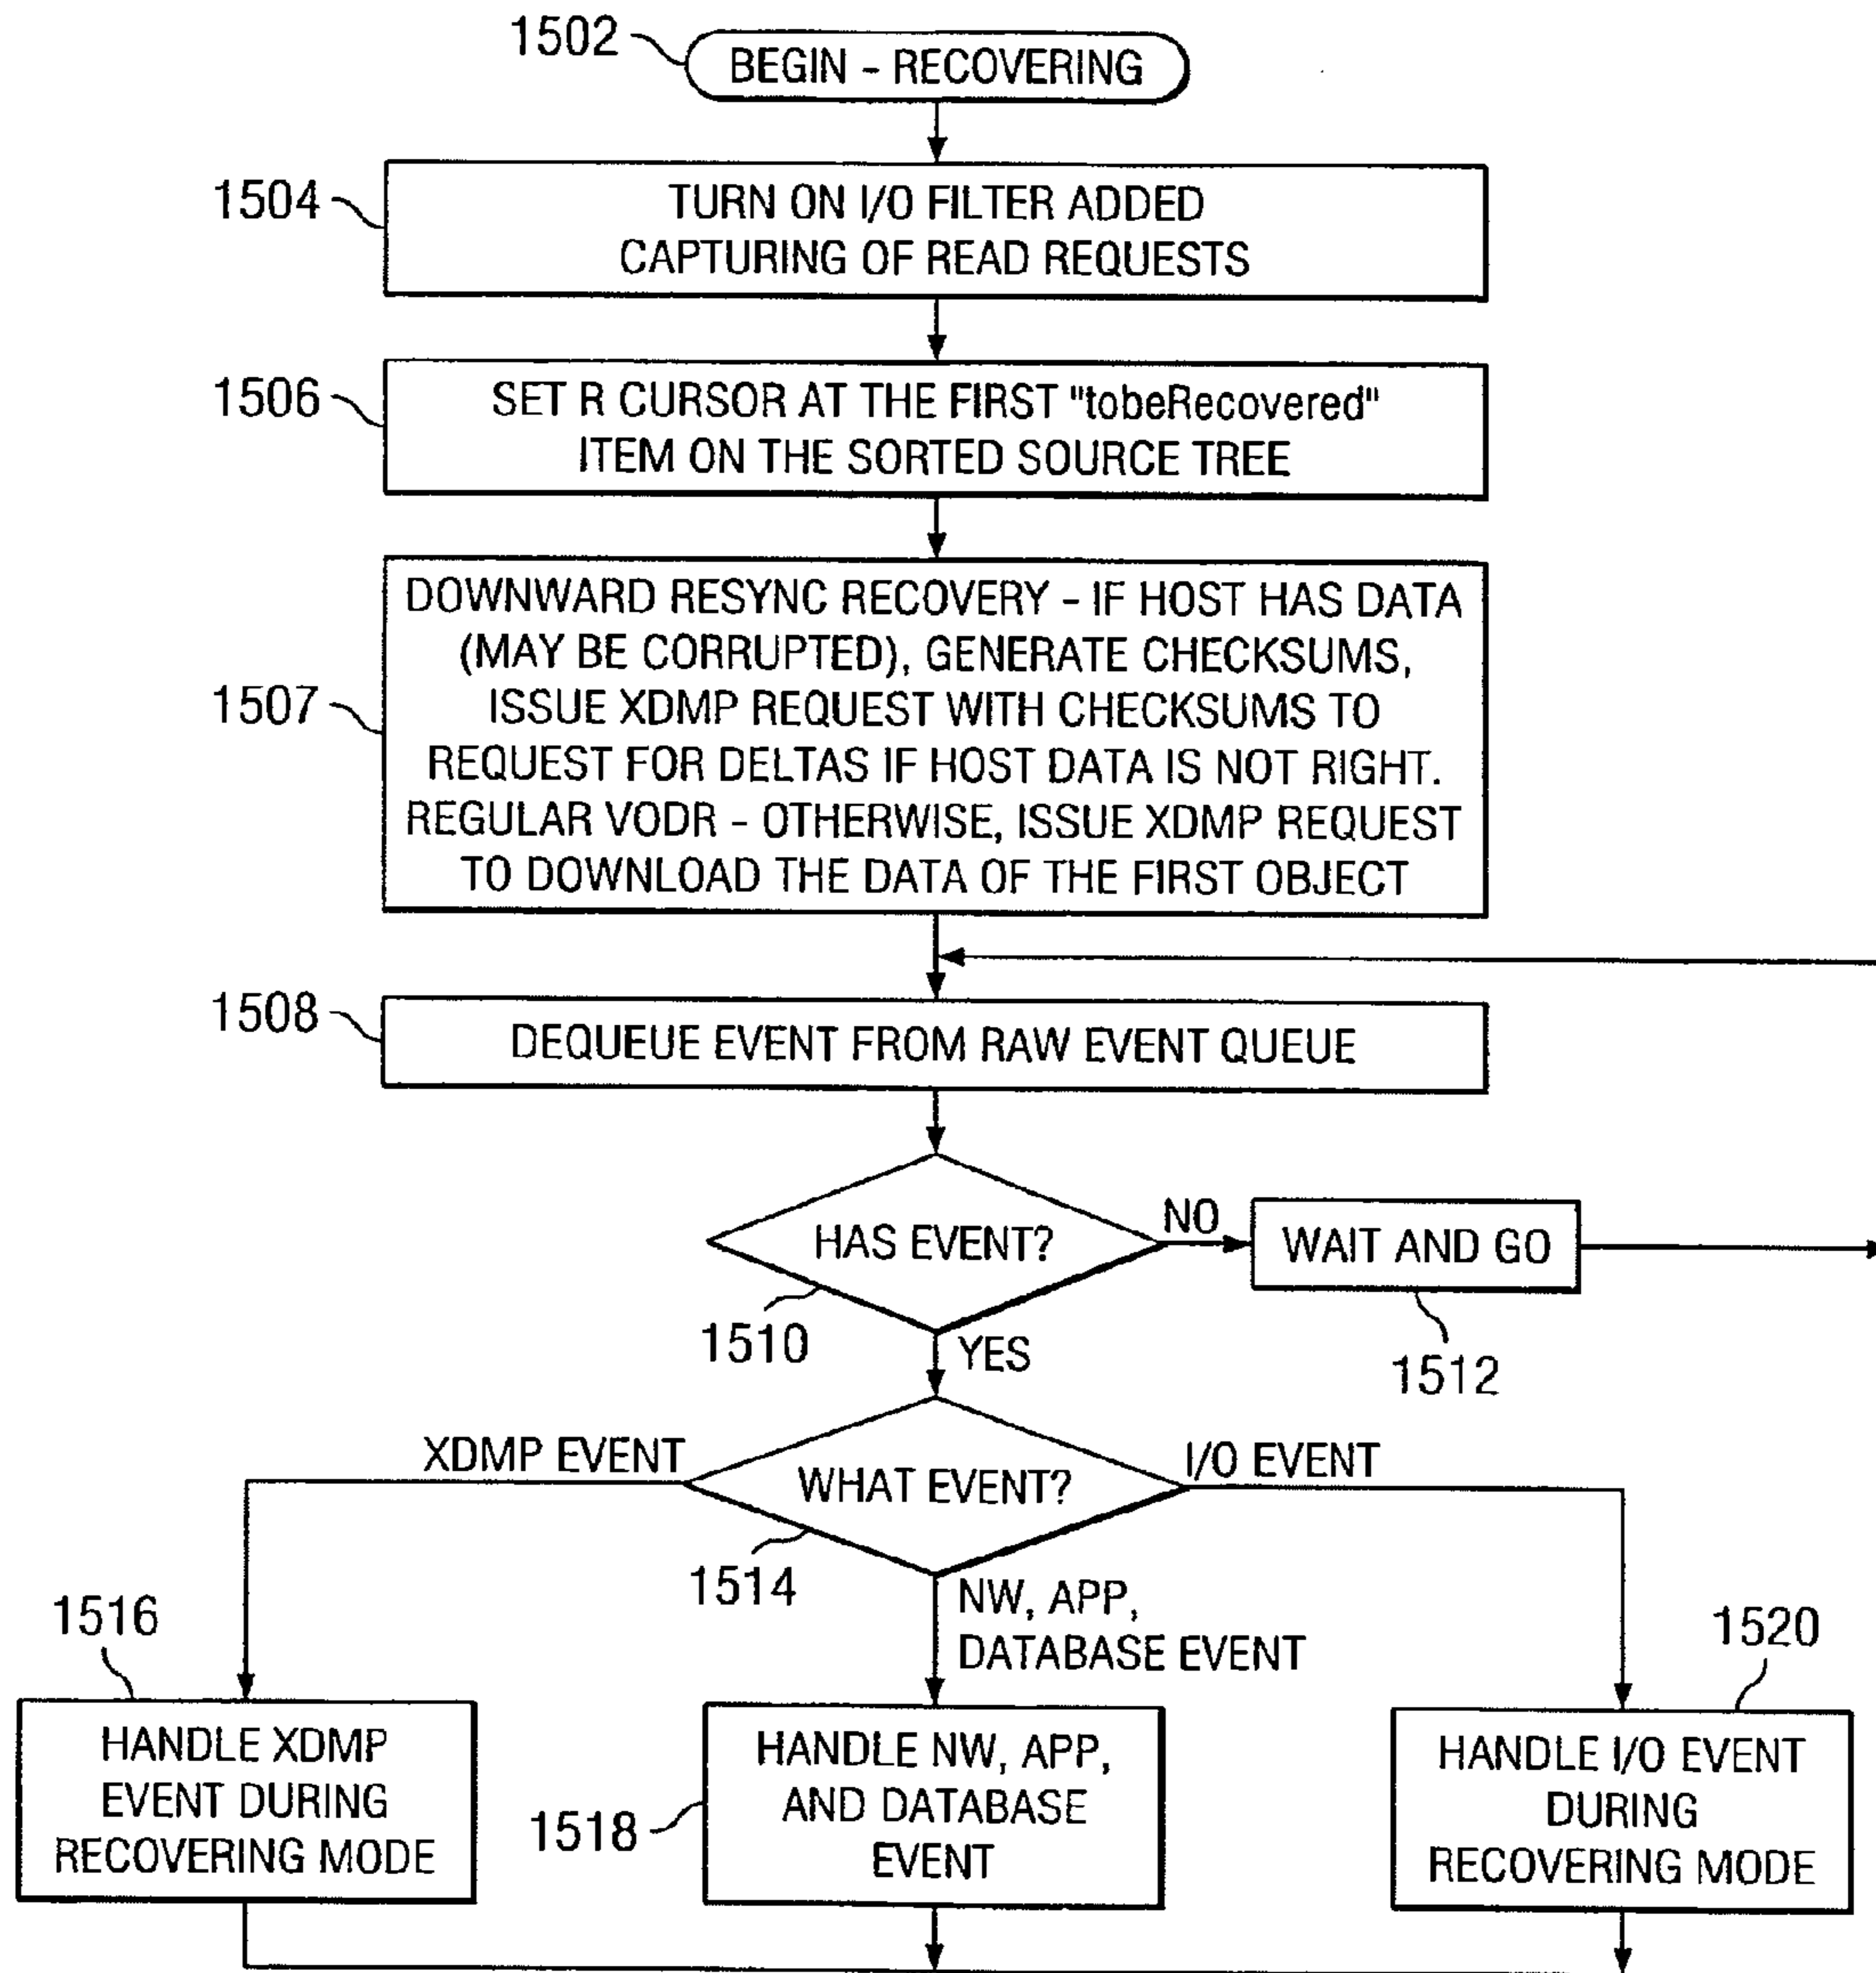 1502
BEGIN - RECOVERING
1504
TURN ON I/O FILTER ADDED
CAPTURING OF READ REQUESTS
1506
SET R CURSOR AT THE FIRST "tobeRecovered"
ITEM ON THE SORTED SOURCE TREE
1507
DOWNWARD RESYNC RECOVERY - IF HOST HAS DATA
(MAY BE CORRUPTED), GENERATE CHECKSUMS,
ISSUE XDMP REQUEST WITH CHECKSUMS TO
REQUEST FOR DELTAS IF HOST DATA IS NOT RIGHT.
REGULAR VODR - OTHERWISE, ISSUE XDMP REQUEST
TO DOWNLOAD THE DATA OF THE FIRST OBJECT
1508
DEQUEUE EVENT FROM RAW EVENT QUEUE
HAS EVENT?
NO
WAIT AND GO
1510
YES
1512
XDMP EVENT
WHAT EVENT?
I/O EVENT
1514
NW, APP,
DATABASE EVENT
1516
HANDLE XDMP
EVENT DURING
RECOVERING MODE
1518
HANDLE NW, APP,
AND DATABASE
EVENT
1520
HANDLE I/O EVENT
DURING
RECOVERING MODE